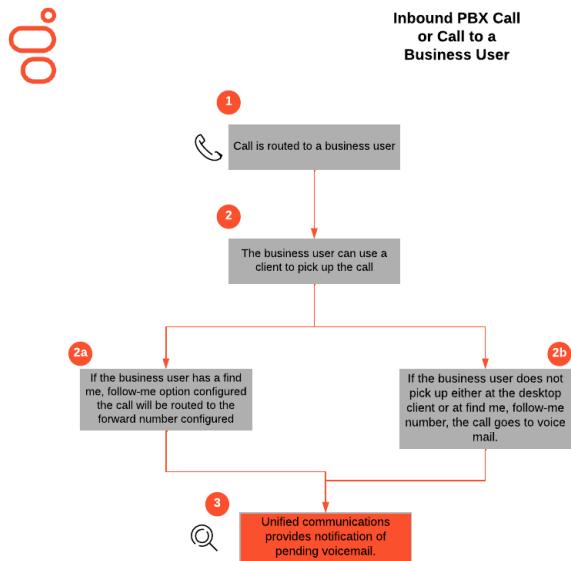 Inbound PBX Call
or Call to a
Business User
1
Call is routed to a business user
2
The business user can use a
client to pick up the call
2a
If the business user has a find
me, follow-me option configured
the call will be routed to the
forward number configured
2b
If the business user does not
pick up either at the desktop
client or at find me, follow-me
number, the call goes to voice
mail.
3
Unified communications
provides notification of
pending voicemail.